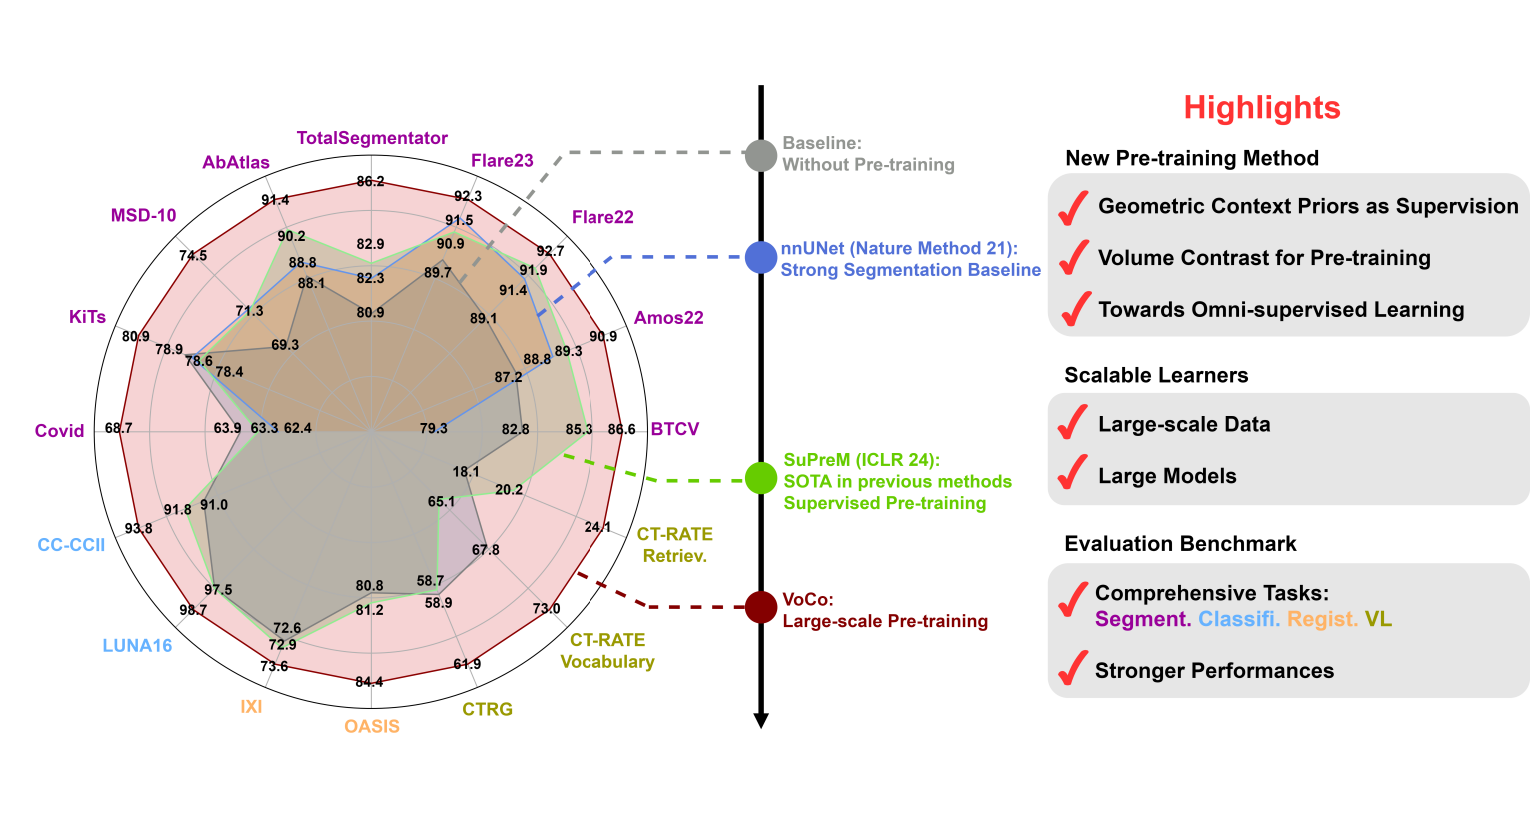 TotalSegmentator
AbAtlas
Flare23
MSD-10
Flare22
KiTs
Amos22
Covid
BTCV
CC-CCII
CT-RATE
Retriev.
LUNA16
CT-RATE
Vocabulary
IXI
OASIS
CTRG
86.2
82.9
82.3
80.9
92.3
91.5
90.9
89.7
92.7
91.9
91.4
89.1
90.9
89.3
88.8
87.2
86.6
85.3
82.8
79.3
24.1
20.2
18.1
73.0
67.8
65.1
61.9
58.9
58.7
84.4
81.2
80.8
73.6
72.9
72.6
98.7
97.5
93.8
91.8
91.0
68.7
63.9
63.3
62.4
80.9
78.9
78.6
78.4
74.5
71.3
69.3
91.4
90.2
88.8
88.1
Baseline:
Without Pre-training
nnUNet (Nature Method 21):
Strong Segmentation Baseline
SuPreM (ICLR 24):
SOTA in previous methods
Supervised Pre-training
VoCo:
Large-scale Pre-training
Highlights
New Pre-training Method
Geometric Context Priors as Supervision
Volume Contrast for Pre-training
Towards Omni-supervised Learning
Scalable Learners
Large-scale Data
Large Models
Evaluation Benchmark
Comprehensive Tasks:
Segment. Classifi. Regist. VL
Stronger Performances